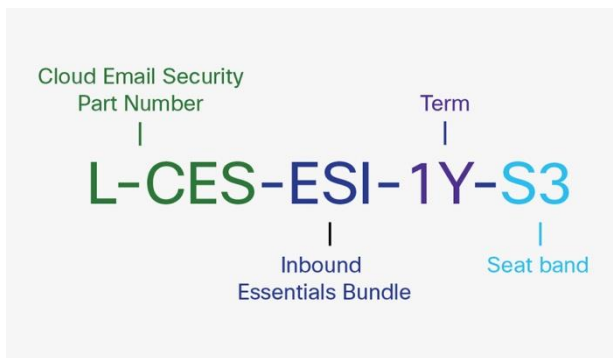 Cloud Email Security
Part Number
Term
L-CES-ESI-1Y-S3
Inbound
Essentials Bundle
Seat band